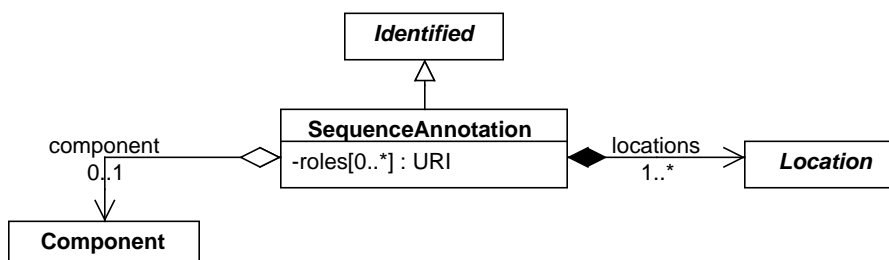 Identified
SequenceAnnotation
-roles[0..*] : URI
component
0..1
locations
1..*
Location
Component